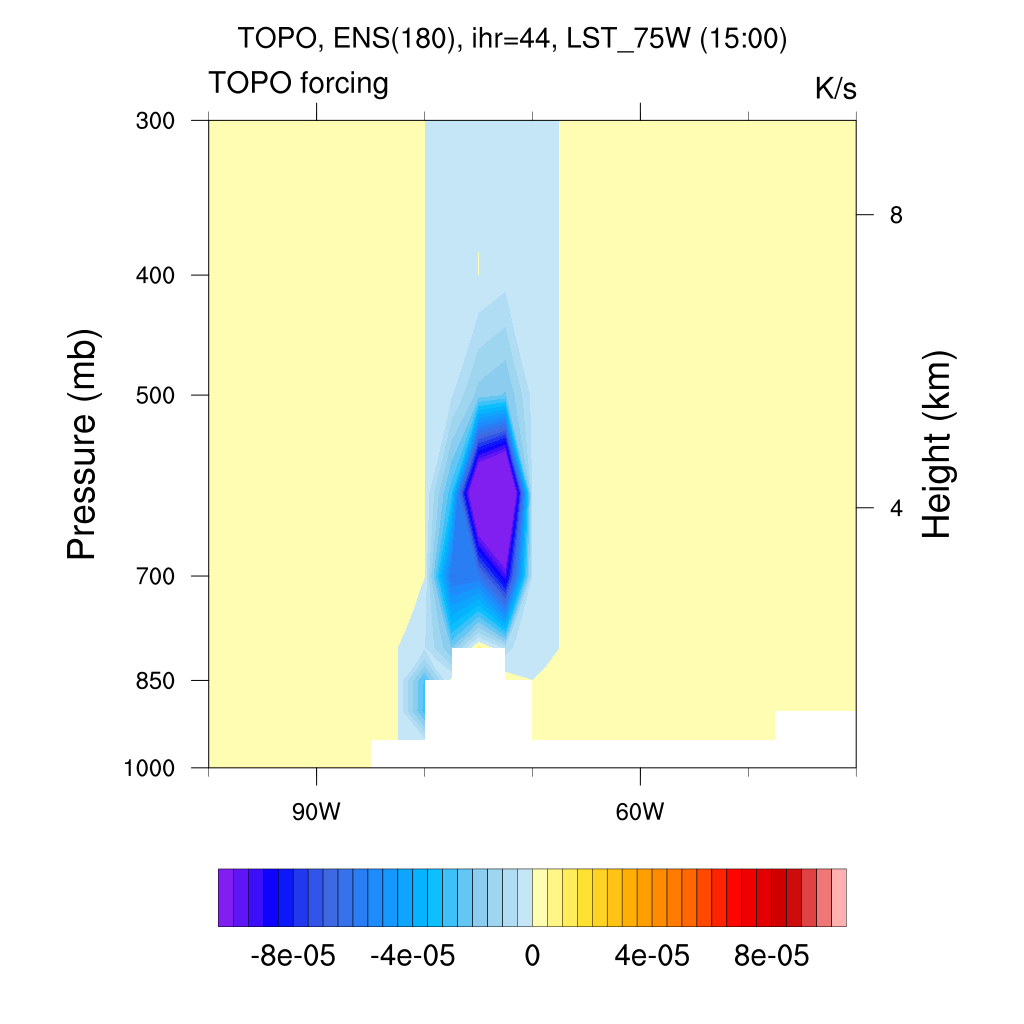 TOPO, ENS(180), ihr=44, LST_75W (15:00)
TOPO forcing
K/s
300
400
500
700
850
1000
Pressure (mb)
8
4
Height (km)
90W
60W
-8e-05
-4e-05
0
4e-05
8e-05